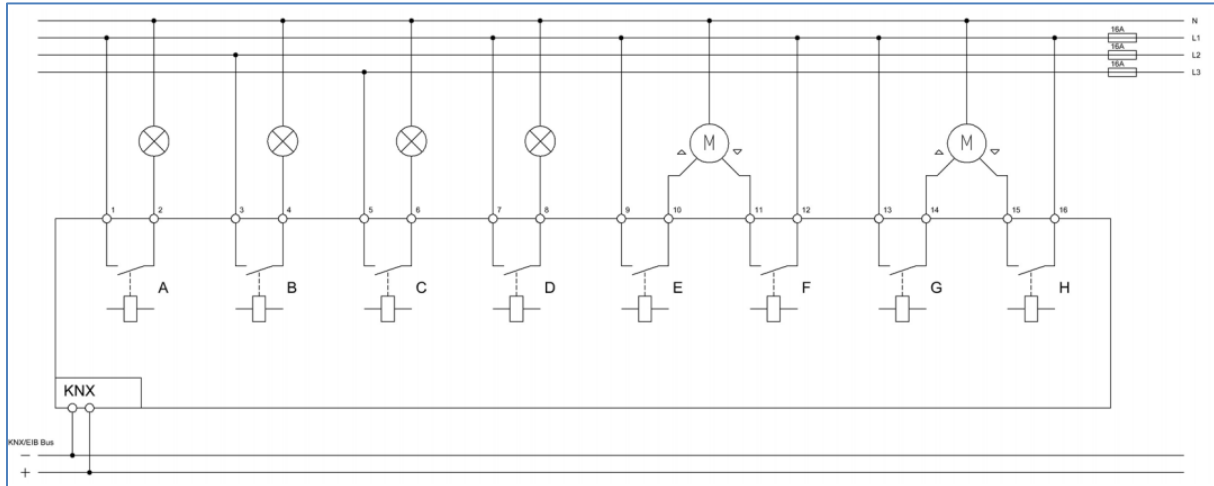 N
16A
L1
16A
L2
16A
L3
M M
1 2 3 4 5 6 7 8 9 10 11 12 13 14 15 16
A B C D E F G H
KNX
KNX/EIB Bus
−
+